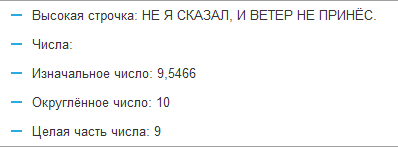 Высокая строчка: НЕ Я СКАЗАЛ, И ВЕТЕР НЕ ПРИНЁС.
Числа:
Изначальное число: 9,5466
Округлённое число: 10
Целая часть числа: 9